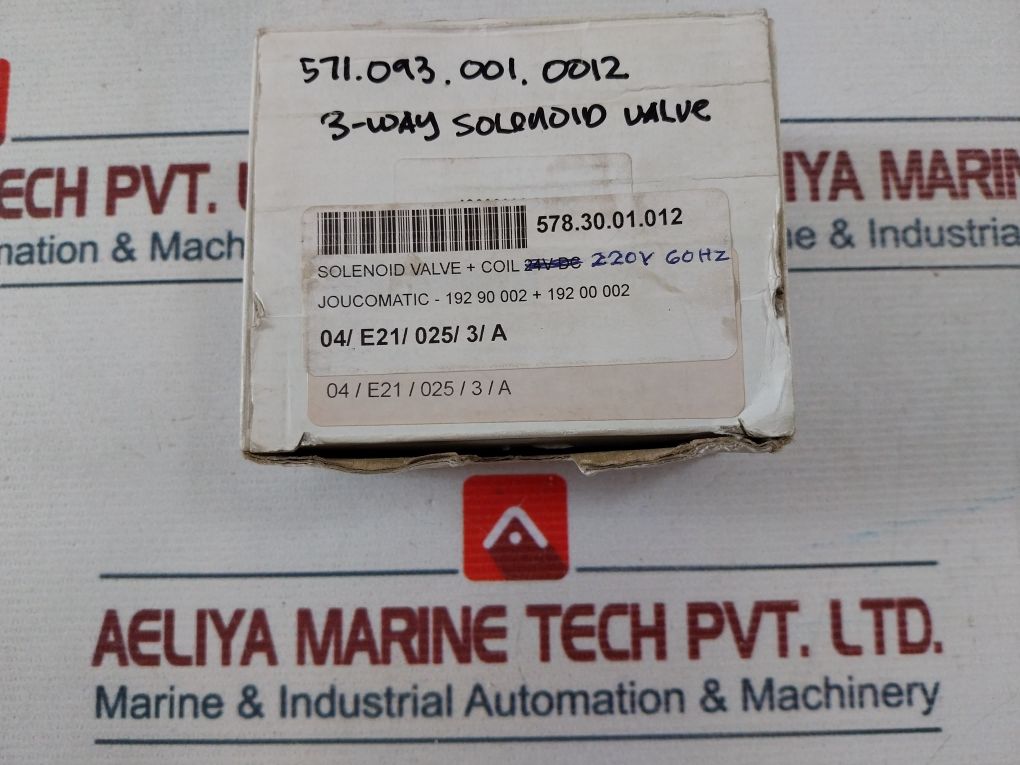 571.093.001.0012
3-WAY SOLENOID VALVE
578.30.01.012
SOLENOID VALVE + COIL 24V DC 220V 60HZ
JOUCOMATIC - 192 90 002 + 192 00 002
04/ E21/ 025/ 3/ A
04 / E21 / 025 / 3 / A
ECH PVT.
mation & Mach
IYA MARIN
e & Industria
AELIYA MARINE TECH PVT. LTD.
Marine & Industrial Automation & Machinery